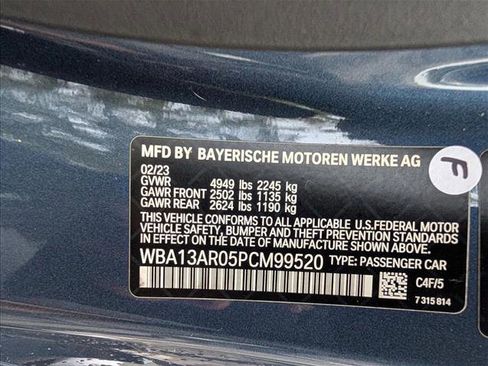 MFD BY BAYERISCHE MOTOREN WERKE AG
02/23
GVWR 4949 lbs 2245 kg
GAWR FRONT 2502 lbs 1135 kg
GAWR REAR 2624 lbs 1190 kg
THIS VEHICLE CONFORMS TO ALL APPLICABLE U.S.FEDERAL MOTOR
VEHICLE SAFETY, BUMPER AND THEFT PREVENTION STANDARDS IN
EFFECT ON THE DATE OF MANUFACTURE SHOWN ABOVE.
WBA13AR05PCM99520 TYPE: PASSENGER CAR
C4F/5
7 315 814
F